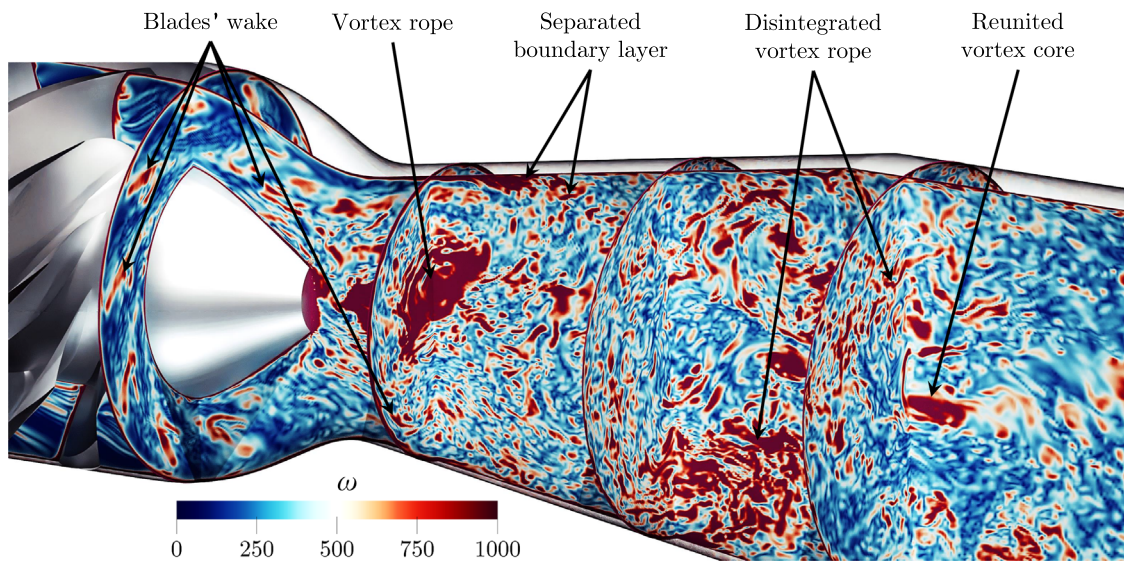 Blades' wake
Vortex rope
Separated
boundary layer
Disintegrated
vortex rope
Reunited
vortex core
ω
0 250 500 750 1000